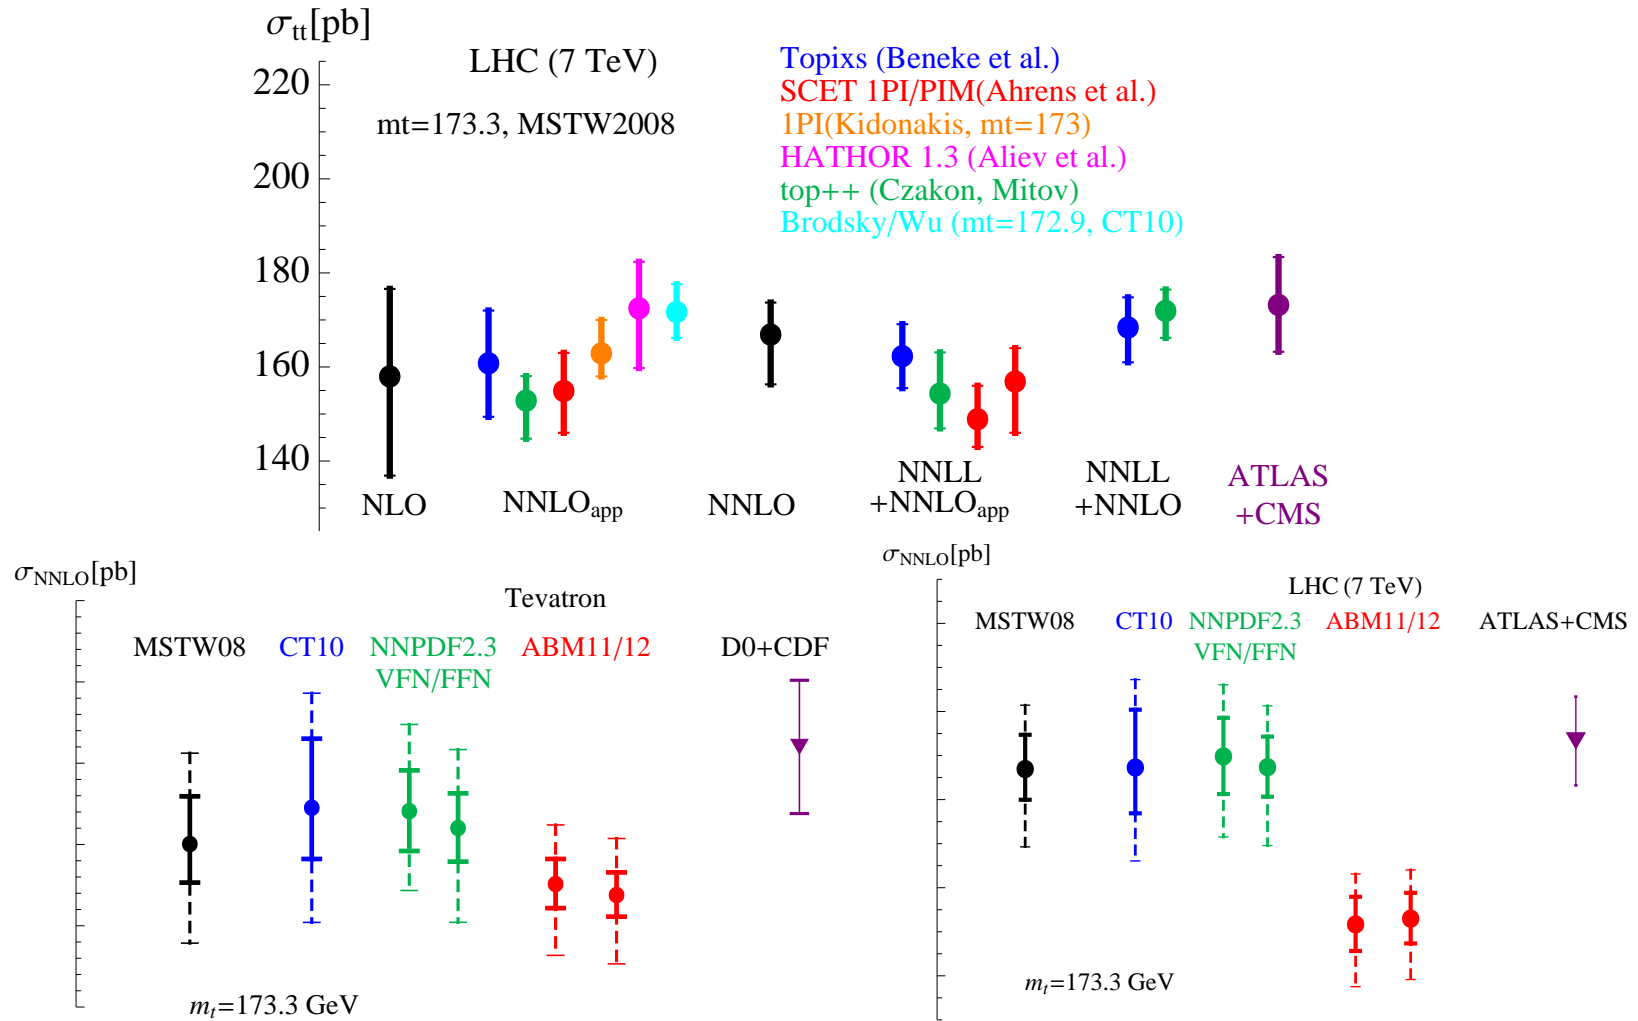 σtt[pb]
LHC (7 TeV)
mt=173.3, MSTW2008
Topixs (Beneke et al.)
SCET 1PI/PIM(Ahrens et al.)
1PI(Kidonakis, mt=173)
HATHOR 1.3 (Aliev et al.)
top++ (Czakon, Mitov)
Brodsky/Wu (mt=172.9, CT10)
220
200
180
160
140
NLO
NNLOapp
NNLO
NNLL
+NNLOapp
NNLL
+NNLO
ATLAS
+CMS
σNNLO[pb]
Tevatron
MSTW08
CT10
NNPDF2.3
VFN/FFN
ABM11/12
D0+CDF
mt=173.3 GeV
σNNLO[pb]
LHC (7 TeV)
MSTW08
CT10
NNPDF2.3
VFN/FFN
ABM11/12
ATLAS+CMS
mt=173.3 GeV